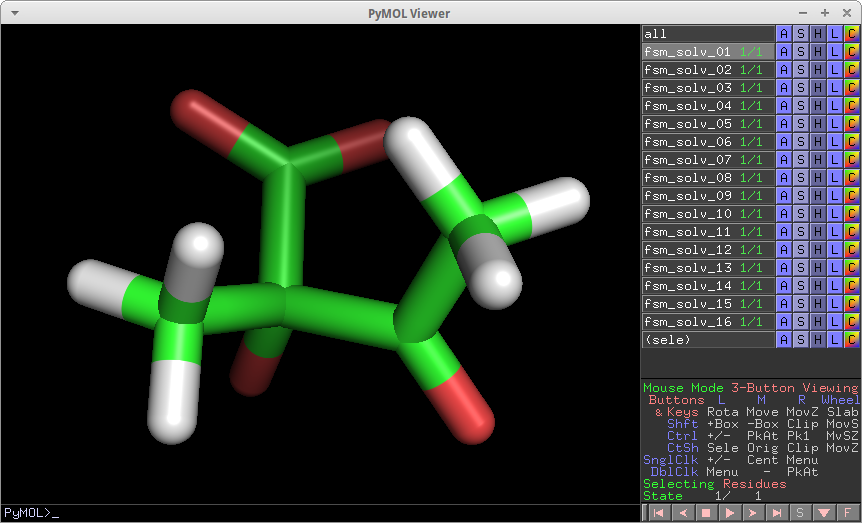 PyMOL Viewer
all A S H L C
fsm_solv_01 1/1 A S H L C
fsm_solv_02 1/1 A S H L C
fsm_solv_03 1/1 A S H L C
fsm_solv_04 1/1 A S H L C
fsm_solv_05 1/1 A S H L C
fsm_solv_06 1/1 A S H L C
fsm_solv_07 1/1 A S H L C
fsm_solv_08 1/1 A S H L C
fsm_solv_09 1/1 A S H L C
fsm_solv_10 1/1 A S H L C
fsm_solv_11 1/1 A S H L C
fsm_solv_12 1/1 A S H L C
fsm_solv_13 1/1 A S H L C
fsm_solv_14 1/1 A S H L C
fsm_solv_15 1/1 A S H L C
fsm_solv_16 1/1 A S H L C
(sele) A S H L C
Mouse Mode 3-Button Viewing
Buttons L M R Wheel
& Keys Rota Move MovZ Slab
Shft +Box -Box Clip MovS
Ctrl +/- PkAt Pk1 MvSZ
CtSh Sele Orig Clip MovZ
SnglClk +/- Cent Menu
DblClk Menu - PkAt
Selecting Residues
State 1/ 1
PyMOL>_ S F